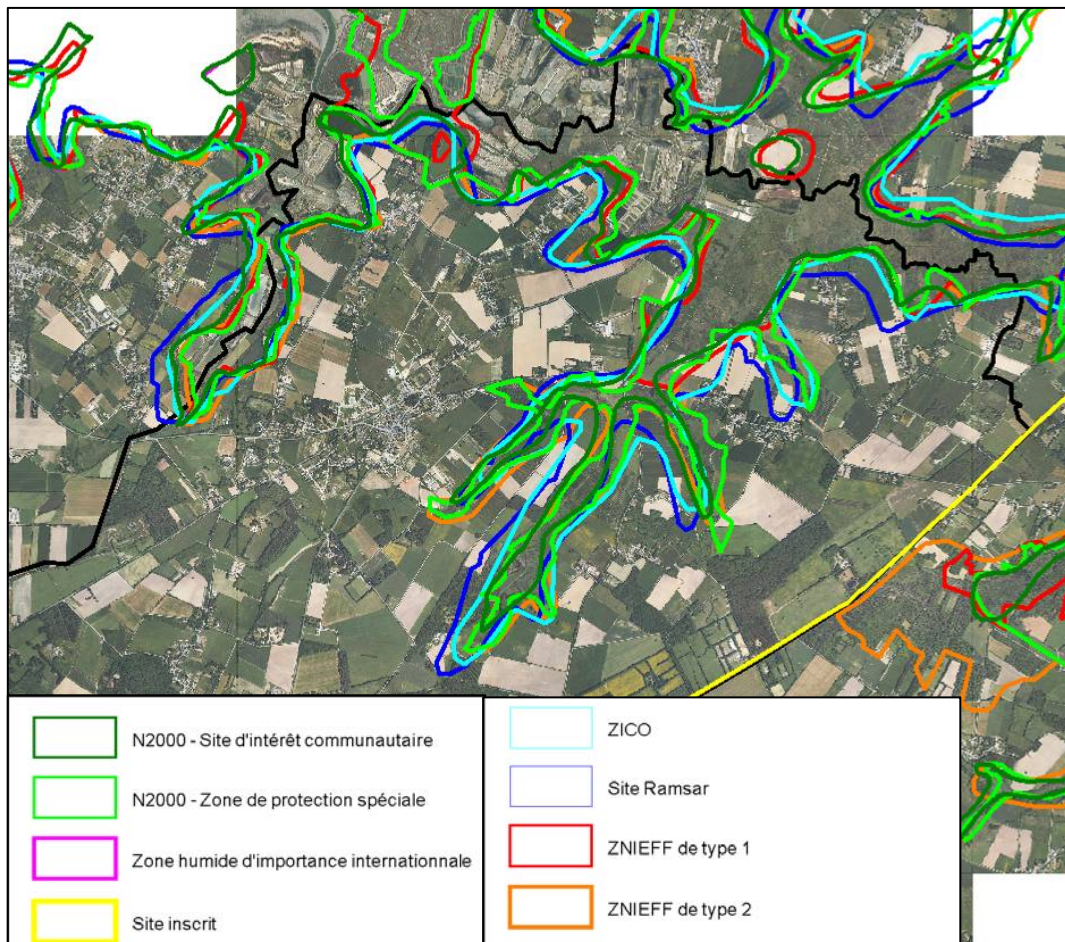 N2000 - Site d'intérêt communautaire
N2000 - Zone de protection spéciale
Zone humide d'importance internationnale
Site inscrit
ZICO
Site Ramsar
ZNIEFF de type 1
ZNIEFF de type 2